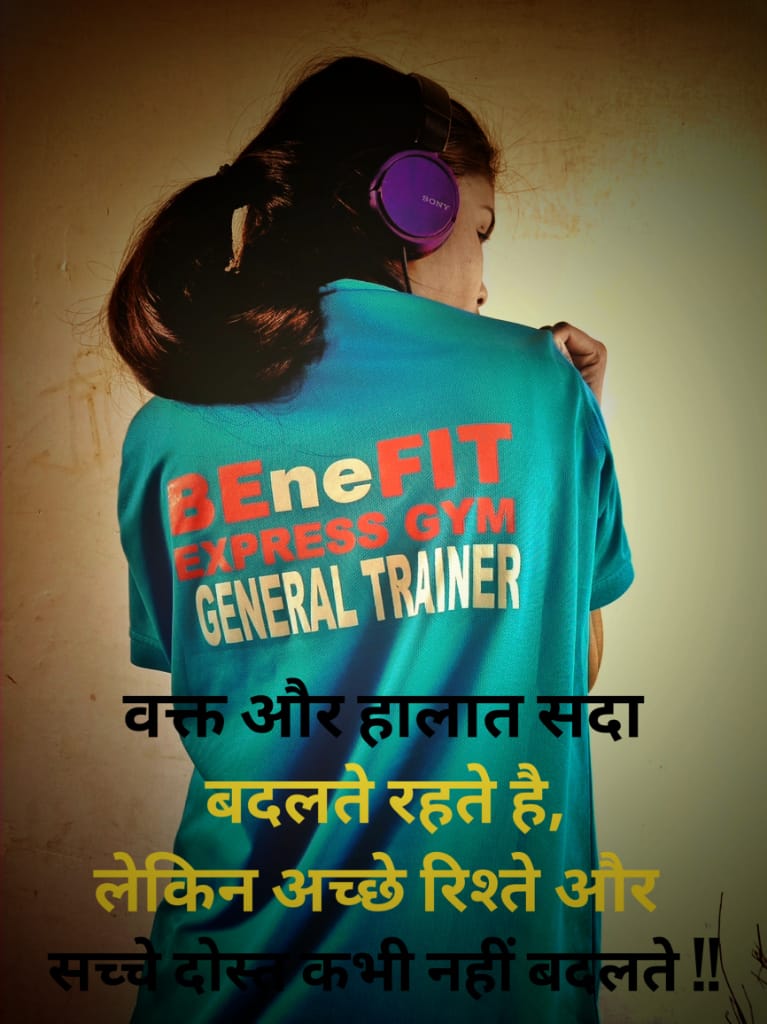 SONY
BEneFIT
EXPRESS GYM
GENERAL TRAINER
वक्त और हालात सदा
बदलते रहते है,
लेकिन अच्छे रिश्ते और
सच्चे दोस्त कभी नहीं बदलते !!